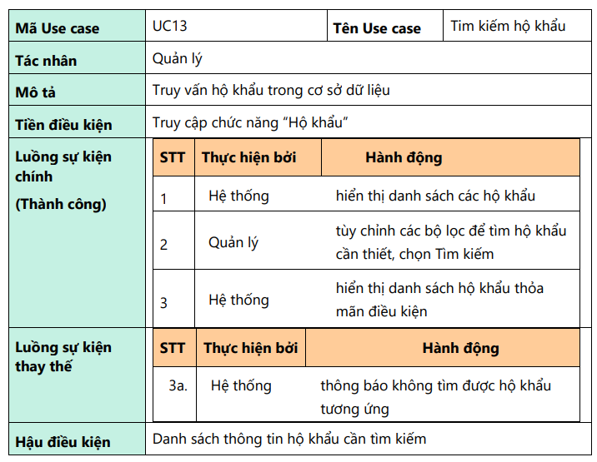 Mã Use case UC13 Tên Use case Tim kiếm hộ khẩu
Tác nhân Quản lý
Mô tả Truy vấn hộ khẩu trong cơ sở dữ liệu
Tiền điều kiện Truy cập chức năng “Hộ khẩu”
Luồng sự kiện
chính
(Thành công)
STT Thực hiện bởi Hành động
1 Hệ thống hiển thị danh sách các hộ khẩu
2 Quản lý tùy chỉnh các bộ lọc để tìm hộ khẩu
cần thiết, chọn Tìm kiếm
3 Hệ thống hiển thị danh sách hộ khẩu thỏa
mãn điều kiện
Luồng sự kiện
thay thế
STT Thực hiện bởi Hành động
3a. Hệ thống thông báo không tìm được hộ khẩu
tương ứng
Hậu điều kiện Danh sách thông tin hộ khẩu cần tìm kiếm